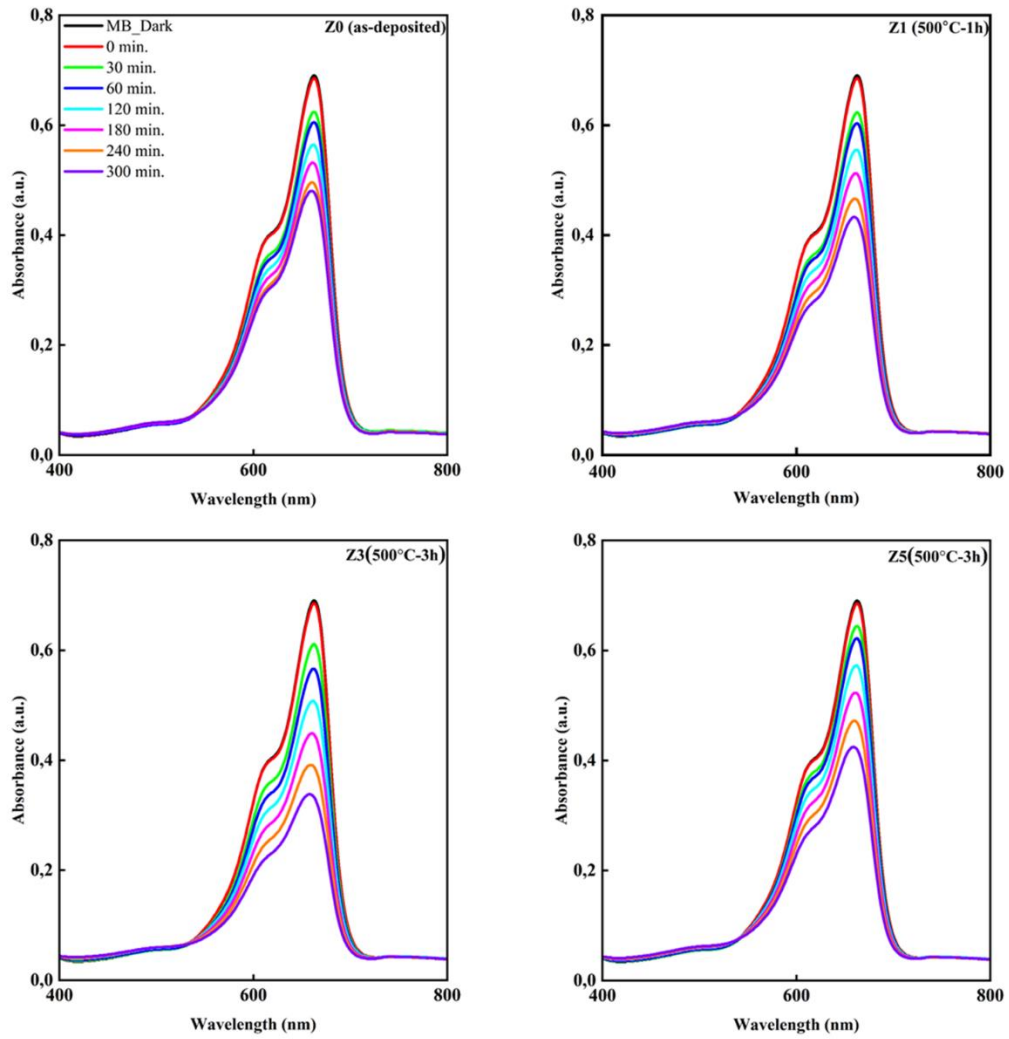 Z0 (as-deposited)
MB_Dark
0 min.
30 min.
60 min.
120 min.
180 min.
240 min.
300 min.
0,8
0,6
0,4
0,2
0,0
Absorbance (a.u.)
400
600
800
Wavelength (nm)
Z1 (500°C-1h)
0,8
0,6
0,4
0,2
0,0
Absorbance (a.u.)
400
600
800
Wavelength (nm)
Z3(500°C-3h)
0,8
0,6
0,4
0,2
0,0
Absorbance (a.u.)
400
600
800
Wavelength (nm)
Z5(500°C-3h)
0,8
0,6
0,4
0,2
0,0
Absorbance (a.u.)
400
600
800
Wavelength (nm)